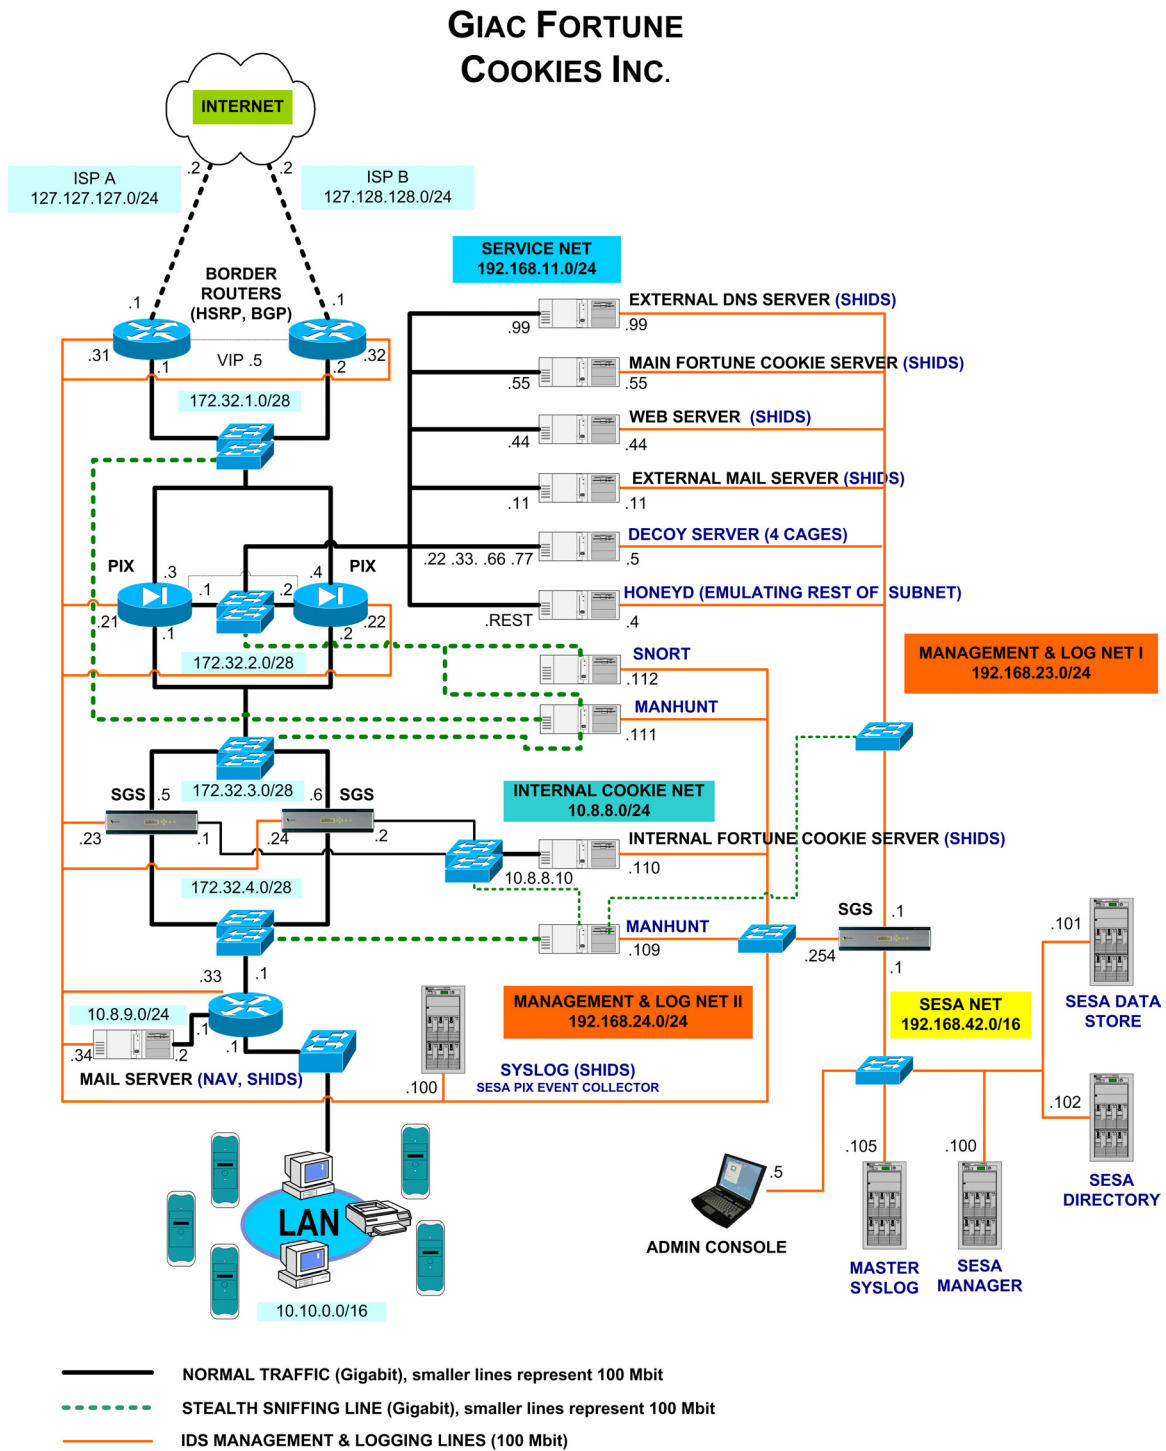 GIAC FORTUNE
COOKIES INC.
INTERNET
.2
.2
ISP A
127.127.127.0/24
ISP B
127.128.128.0/24
SERVICE NET
192.168.11.0/24
BORDER
ROUTERS
(HSRP, BGP)
.1
.1
.31
.1
VIP .5
.2
.32
172.32.1.0/28
EXTERNAL DNS SERVER (SHIDS)
.99
.99
MAIN FORTUNE COOKIE SERVER (SHIDS)
.55
.55
WEB SERVER (SHIDS)
.44
.44
EXTERNAL MAIL SERVER (SHIDS)
.11
.11
DECOY SERVER (4 CAGES)
.22 .33. .66 .77
.5
HONEYD (EMULATING REST OF SUBNET)
.REST
.4
PIX
.3
.4
PIX
.1
.2
.21
.1
.2
.22
172.32.2.0/28
SNORT
.112
MANHUNT
.111
MANAGEMENT & LOG NET I
192.168.23.0/24
172.32.3.0/28
SGS
.5
.6
SGS
.23
.1
.24
.2
INTERNAL COOKIE NET
10.8.8.0/24
INTERNAL FORTUNE COOKIE SERVER (SHIDS)
10.8.8.10
.110
172.32.4.0/28
MANHUNT
.109
SGS
.1
.254
.1
.101
SESA DATA
STORE
.33
.1
10.8.9.0/24
.1
.34
.2
.1
MAIL SERVER (NAV, SHIDS)
MANAGEMENT & LOG NET II
192.168.24.0/24
SESA NET
192.168.42.0/16
SYSLOG (SHIDS)
SESA PIX EVENT COLLECTOR
.100
.102
SESA
DIRECTORY
.105
.100
.5
ADMIN CONSOLE
MASTER
SYSLOG
SESA
MANAGER
LAN
10.10.0.0/16
NORMAL TRAFFIC (Gigabit), smaller lines represent 100 Mbit
STEALTH SNIFFING LINE (Gigabit), smaller lines represent 100 Mbit
IDS MANAGEMENT & LOGGING LINES (100 Mbit)